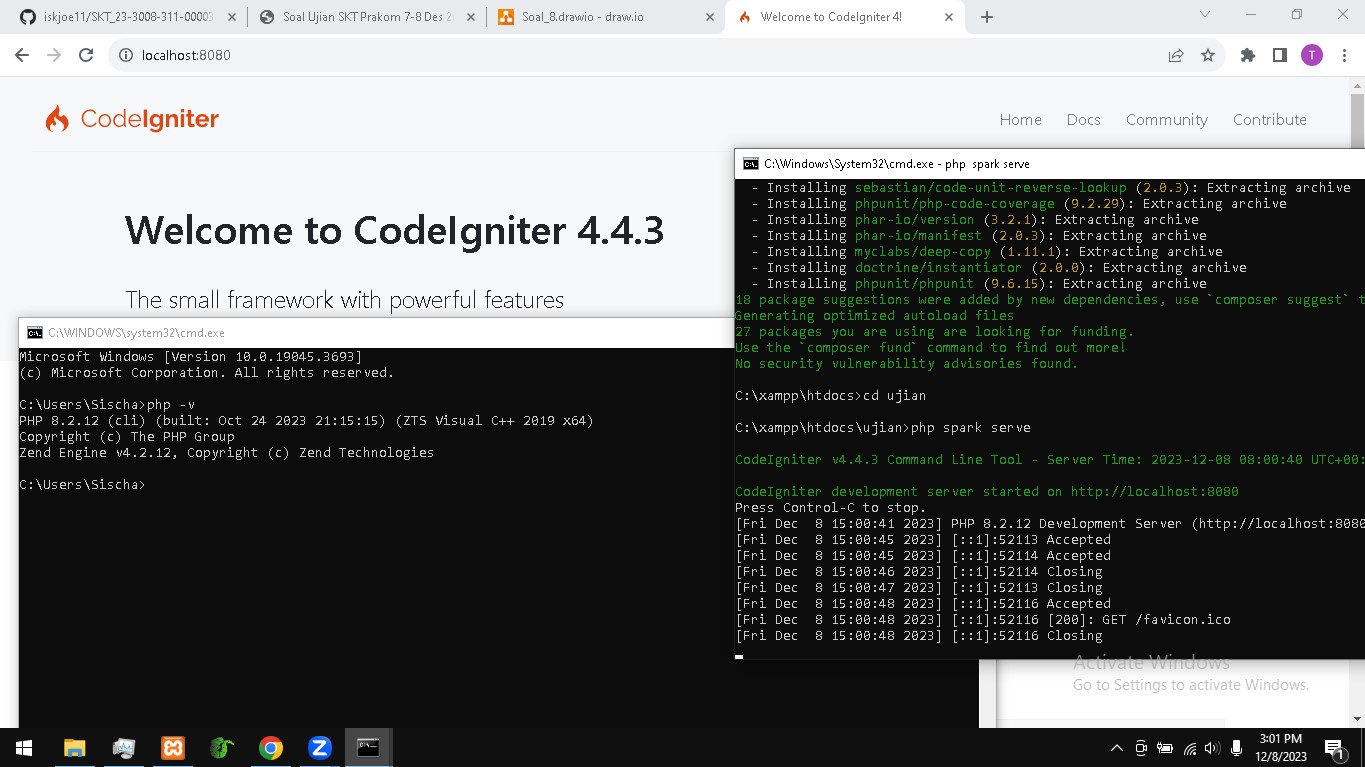 iskjoe11/SKT_23-3008-311-00003
Soal Ujian SKT Prakom 7-8 Des 2
Soal_8.drawio - draw.io
Welcome to CodeIgniter 4!
localhost:8080
T
CodeIgniter
Home Docs Community Contribute
Welcome to CodeIgniter 4.4.3
The small framework with powerful features
C:\WINDOWS\system32\cmd.exe
Microsoft Windows [Version 10.0.19045.3693]
(c) Microsoft Corporation. All rights reserved.
C:\Users\Sischa>php -v
PHP 8.2.12 (cli) (built: Oct 24 2023 21:15:15) (ZTS Visual C++ 2019 x64)
Copyright (c) The PHP Group
Zend Engine v4.2.12, Copyright (c) Zend Technologies
C:\Users\Sischa>
C:\Windows\System32\cmd.exe - php spark serve
- Installing sebastian/code-unit-reverse-lookup (2.0.3): Extracting archive
- Installing phpunit/php-code-coverage (9.2.29): Extracting archive
- Installing phar-io/version (3.2.1): Extracting archive
- Installing phar-io/manifest (2.0.3): Extracting archive
- Installing myclabs/deep-copy (1.11.1): Extracting archive
- Installing doctrine/instantiator (2.0.0): Extracting archive
- Installing phpunit/phpunit (9.6.15): Extracting archive
18 package suggestions were added by new dependencies, use `composer suggest` t
Generating optimized autoload files
27 packages you are using are looking for funding.
Use the `composer fund` command to find out more!
No security vulnerability advisories found.
C:\xampp\htdocs>cd ujian
C:\xampp\htdocs\ujian>php spark serve
CodeIgniter v4.4.3 Command Line Tool - Server Time: 2023-12-08 08:00:40 UTC+00:
CodeIgniter development server started on http://localhost:8080
Press Control-C to stop.
[Fri Dec  8 15:00:41 2023] PHP 8.2.12 Development Server (http://localhost:8080
[Fri Dec  8 15:00:45 2023] [::1]:52113 Accepted
[Fri Dec  8 15:00:45 2023] [::1]:52114 Accepted
[Fri Dec  8 15:00:46 2023] [::1]:52114 Closing
[Fri Dec  8 15:00:47 2023] [::1]:52113 Closing
[Fri Dec  8 15:00:48 2023] [::1]:52116 Accepted
[Fri Dec  8 15:00:48 2023] [::1]:52116 [200]: GET /favicon.ico
[Fri Dec  8 15:00:48 2023] [::1]:52116 Closing
Activate Windows
Go to Settings to activate Windows.
3:01 PM
12/8/2023
1